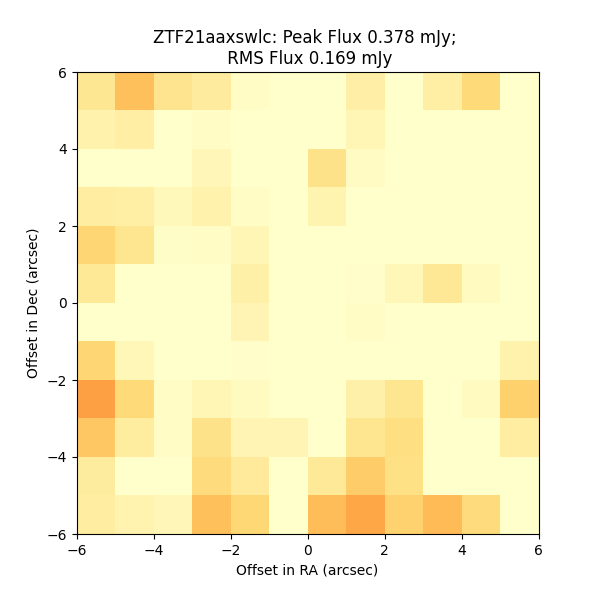 ZTF21aaxswlc: Peak Flux 0.378 mJy;
RMS Flux 0.169 mJy
6
4
2
0
−2
−4
−6
Offset in Dec (arcsec)
−6 −4 −2 0 2 4 6
Offset in RA (arcsec)